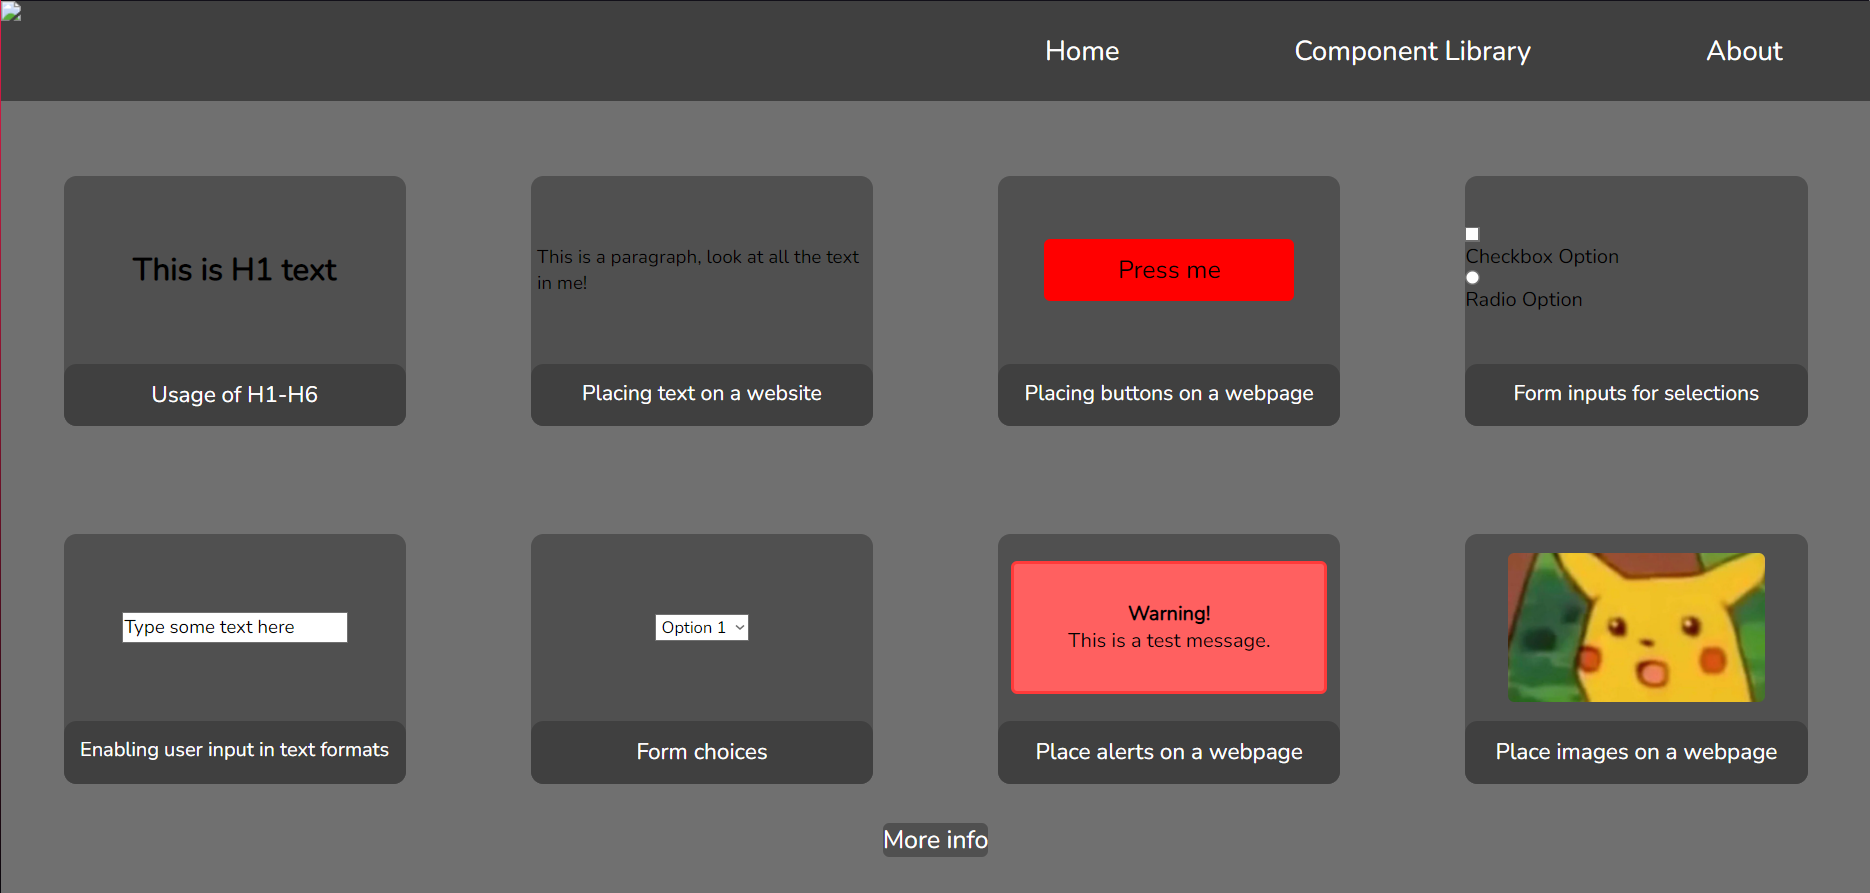 Home
Component Library
About
This is H1 text
Usage of H1-H6
This is a paragraph, look at all the text
in me!
Placing text on a website
Press me
Placing buttons on a webpage
Checkbox Option
Radio Option
Form inputs for selections
Type some text here
Enabling user input in text formats
Option 1
Form choices
Warning!
This is a test message.
Place alerts on a webpage
Place images on a webpage
More info